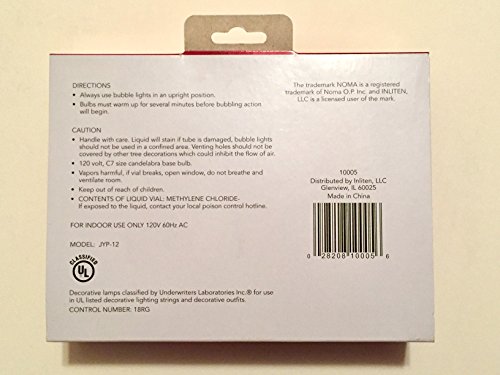 DIRECTIONS
• Always use bubble lights in an upright position.
• Bulbs must warm up for several minutes before bubbling action
will begin.
CAUTION
• Handle with care. Liquid will stain if tube is damaged, bubble lights
should not be used in a confined area. Venting holes should not be
covered by other tree decorations which could inhibit the flow of air.
• 120 volt, C7 size candelabra base bulb.
• Vapors harmful, if vial breaks, open window, do not breathe and
ventilate room.
• Keep out of reach of children.
• CONTENTS OF LIQUID VIAL: METHYLENE CHLORIDE-
If exposed to the liquid, contact your local poison control hotline.
FOR INDOOR USE ONLY 120V 60Hz AC
MODEL: JYP-12
CLASSIFIED
UL
Decorative lamps classified by Underwriters Laboratories Inc.® for use
in UL listed decorative lighting strings and decorative outfits.
CONTROL NUMBER: 18RG
The trademark NOMA is a registered
trademark of Noma O.P. Inc. and INLITEN,
LLC is a licensed user of the mark.
10005
Distributed by Inliten, LLC
Glenview, IL 60025
Made in China
0 28208 10005 6